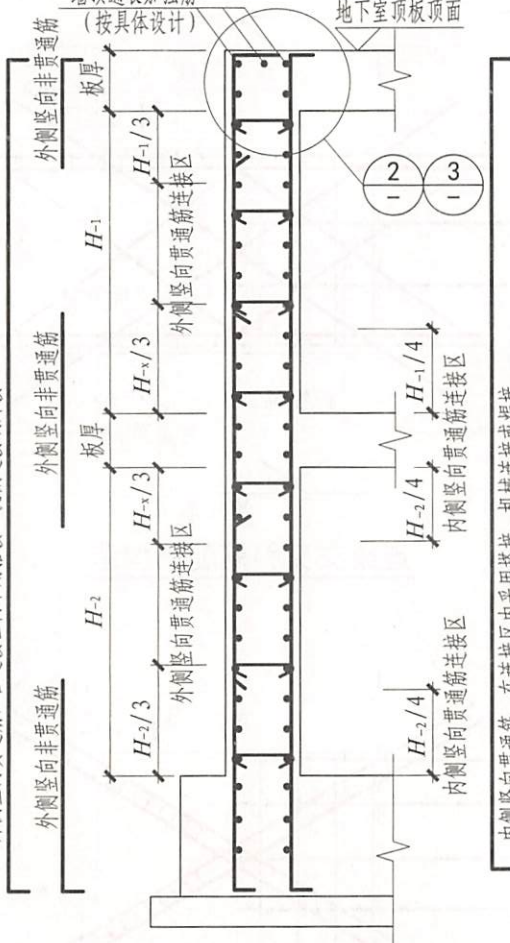 (按具体设计)
地下室顶板顶面
外侧竖向非贯通筋
板厚
H-1/3
H-1
外侧竖向贯通筋连接区
2
3
-
-
H-x/3
H-1/4
内侧竖向贯通筋连接区
外侧竖向非贯通筋
板厚
H-x/3
H-2/4
H-2
外侧竖向贯通筋连接区
H-2/3
H-2/4
内侧竖向贯通筋连接区
外侧竖向非贯通筋